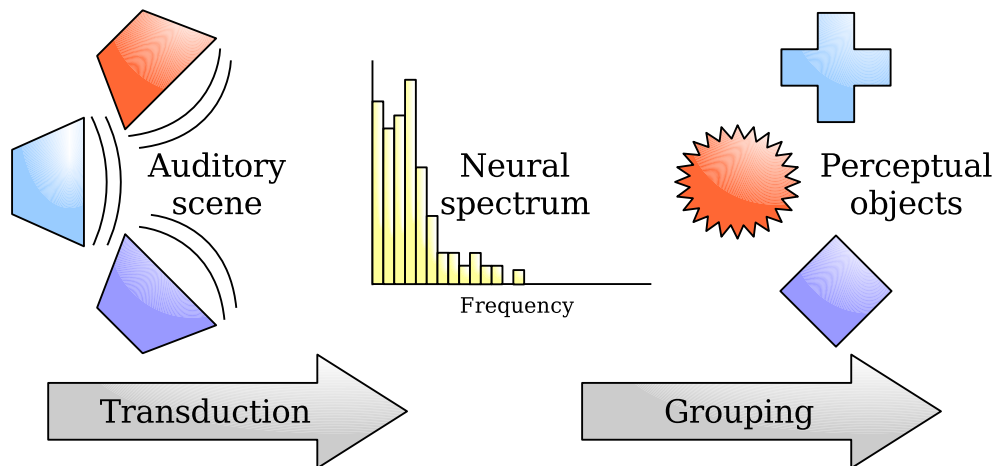 Auditory
scene
Neural
spectrum
Frequency
Perceptual
objects
Transduction
Grouping